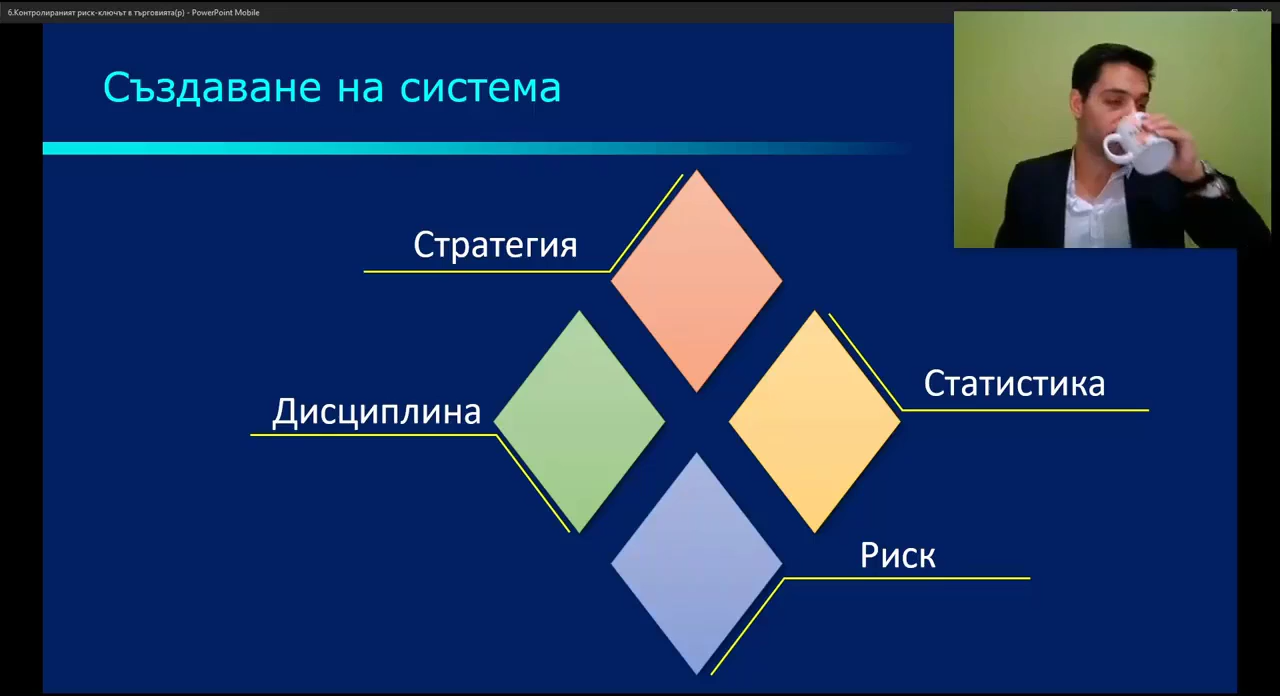 6.Контролираният риск-ключът в търговията(р) - PowerPoint Mobile
Създаване на система
Стратегия
Статистика
Дисциплина
Риск